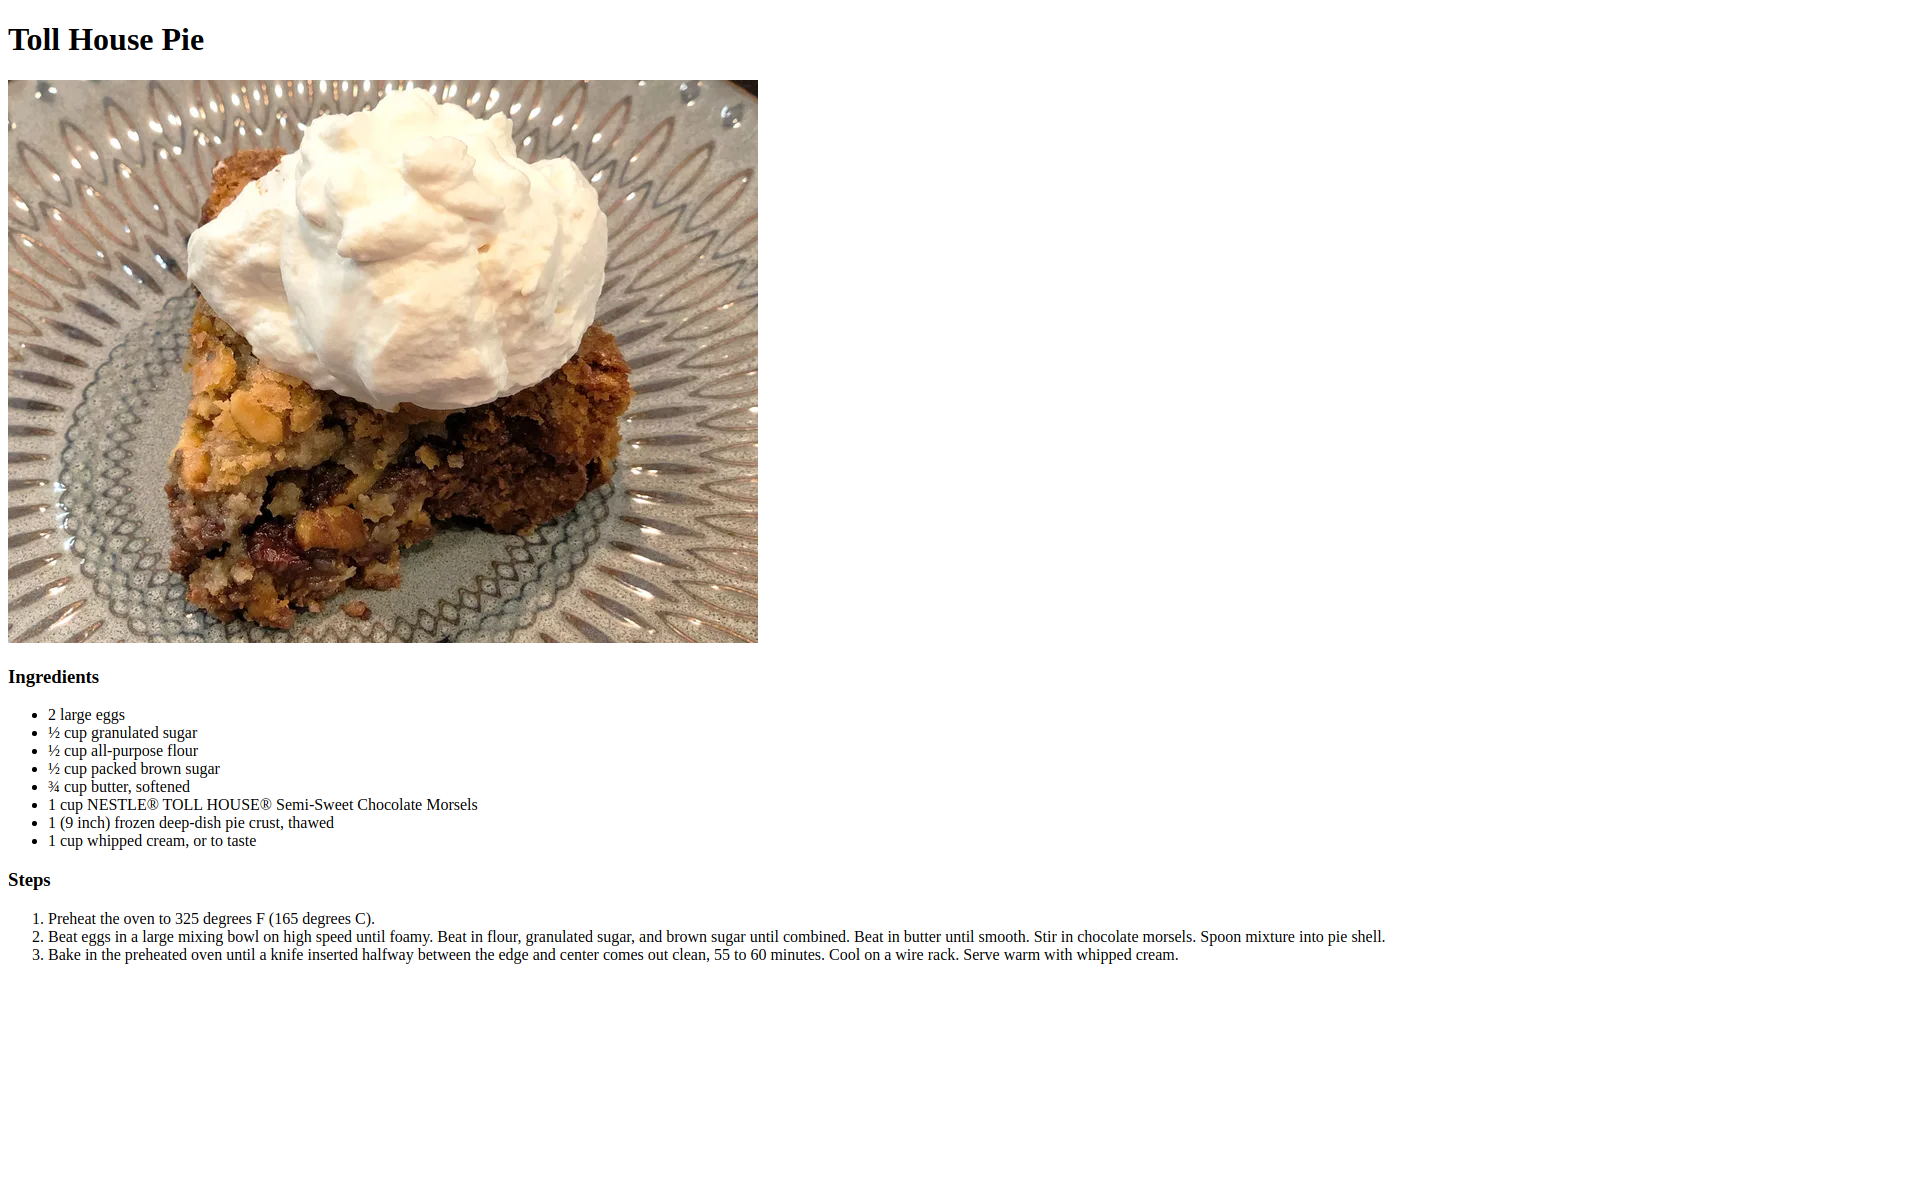 Toll House Pie
Ingredients
2 large eggs
½ cup granulated sugar
½ cup all-purpose flour
½ cup packed brown sugar
¾ cup butter, softened
1 cup NESTLE® TOLL HOUSE® Semi-Sweet Chocolate Morsels
1 (9 inch) frozen deep-dish pie crust, thawed
1 cup whipped cream, or to taste
Steps
1. Preheat the oven to 325 degrees F (165 degrees C).
2. Beat eggs in a large mixing bowl on high speed until foamy. Beat in flour, granulated sugar, and brown sugar until combined. Beat in butter until smooth. Stir in chocolate morsels. Spoon mixture into pie shell.
3. Bake in the preheated oven until a knife inserted halfway between the edge and center comes out clean, 55 to 60 minutes. Cool on a wire rack. Serve warm with whipped cream.